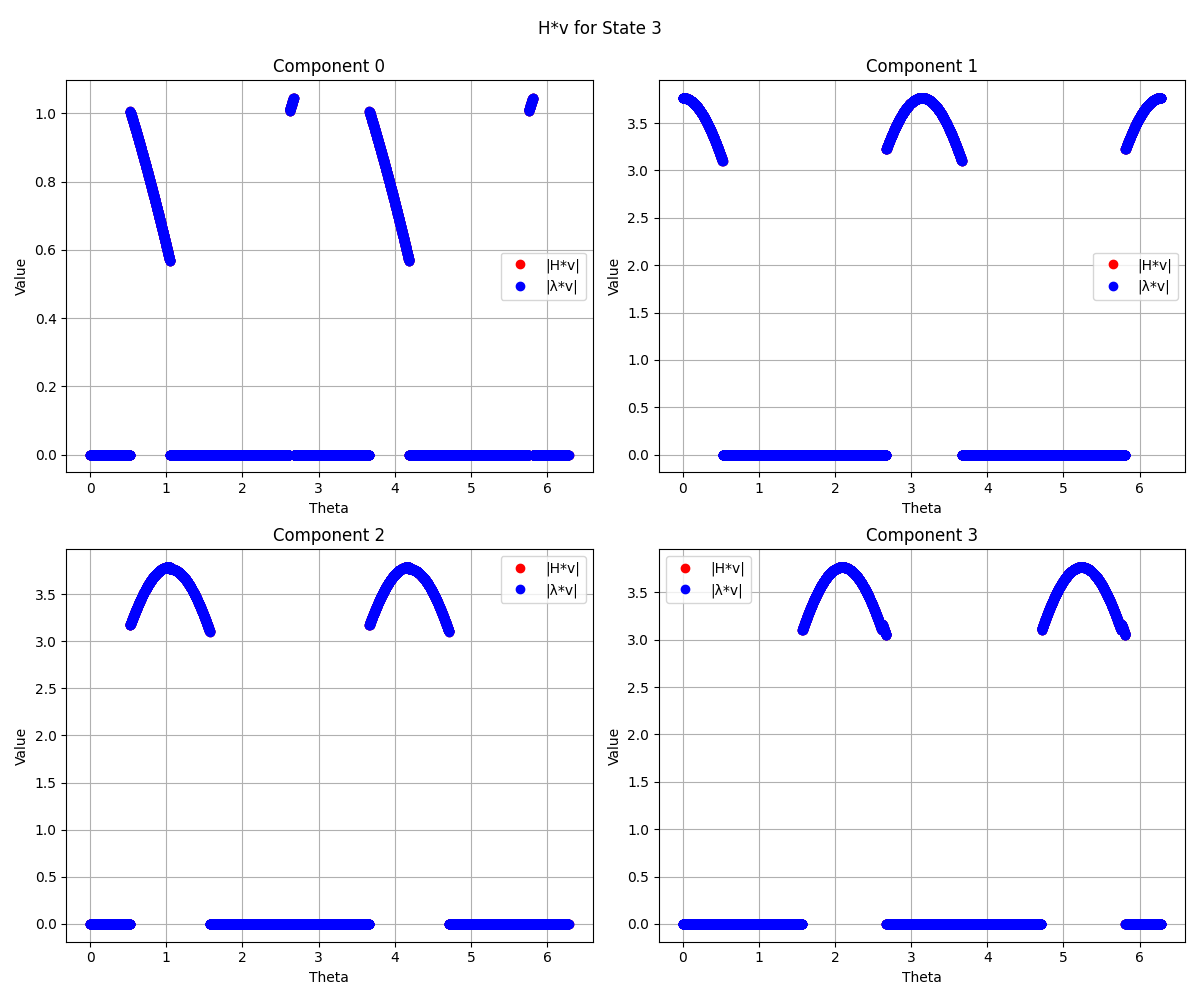 H*v for State 3
Component 0
Value
1.0
0.8
0.6
0.4
0.2
0.0
|H*v|
|λ*v|
0 1 2 3 4 5 6
Theta
Component 1
Value
3.5
3.0
2.5
2.0
1.5
1.0
0.5
0.0
|H*v|
|λ*v|
0 1 2 3 4 5 6
Theta
Component 2
Value
3.5
3.0
2.5
2.0
1.5
1.0
0.5
0.0
|H*v|
|λ*v|
0 1 2 3 4 5 6
Theta
Component 3
Value
3.5
3.0
2.5
2.0
1.5
1.0
0.5
0.0
|H*v|
|λ*v|
0 1 2 3 4 5 6
Theta